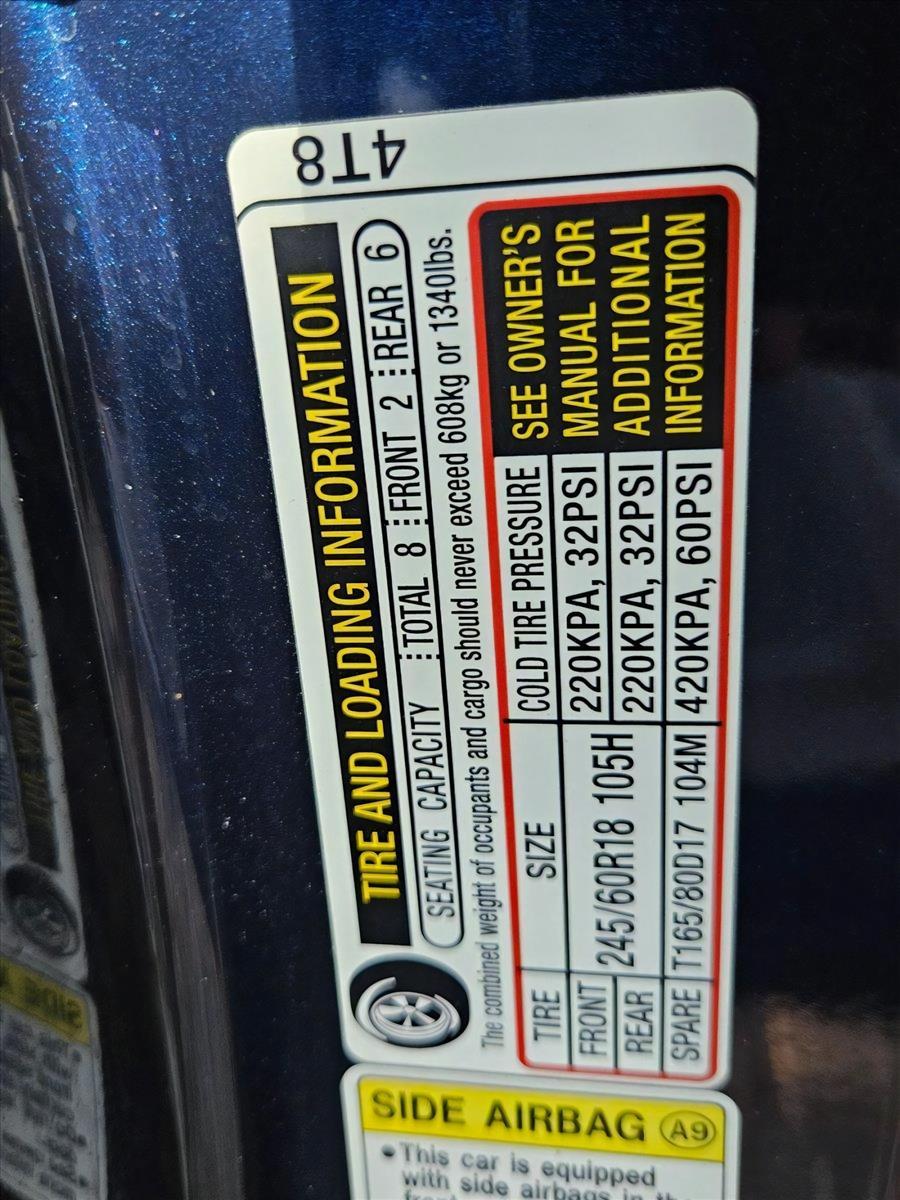 4T8
TIRE AND LOADING INFORMATION
SEATING CAPACITY TOTAL 8 FRONT 2 REAR 6
The combined weight of occupants and cargo should never exceed 608kg or 1340lbs.
TIRE SIZE COLD TIRE PRESSURE
FRONT 245/60R18 105H 220KPA, 32PSI
REAR 220KPA, 32PSI
SPARE T165/80D17 104M 420KPA, 60PSI
SEE OWNER'S
MANUAL FOR
ADDITIONAL
INFORMATION
SIDE AIRBAG A9
•This car is equipped
with side airbags in